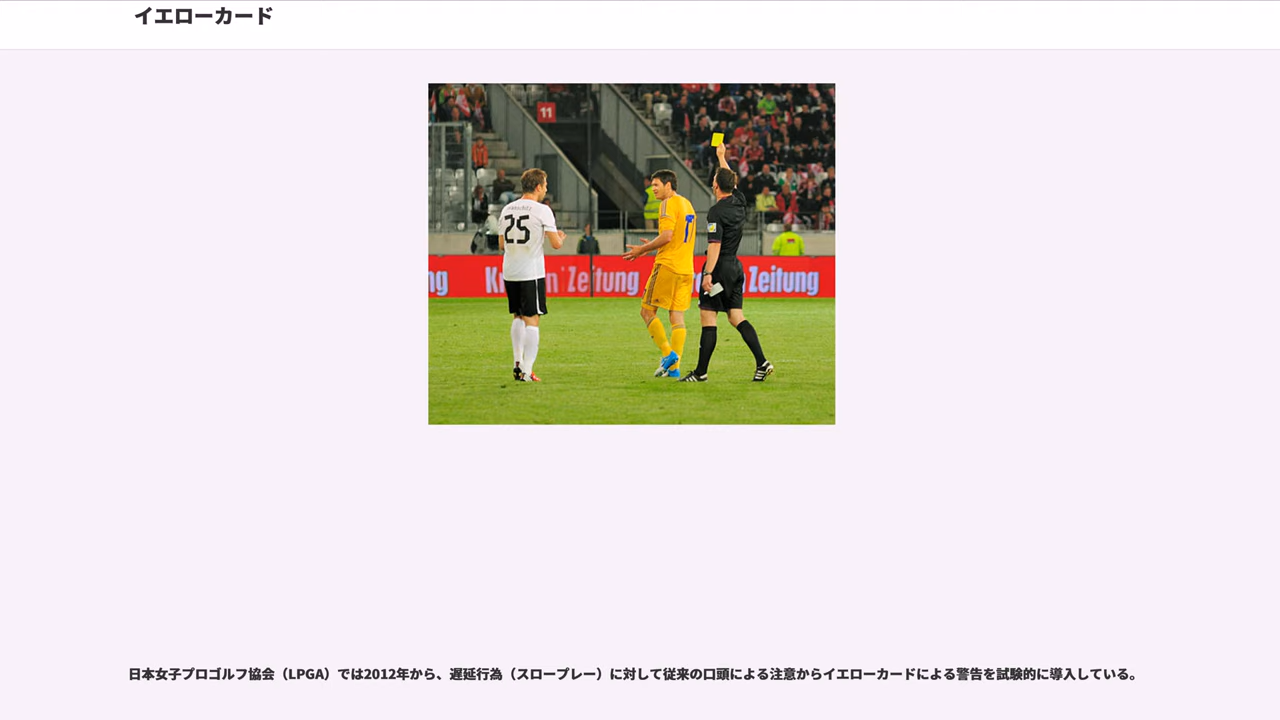 イエローカード
11
25
ng Kr n Zeitung Zeitung
日本女子プロゴルフ協会（LPGA）では2012年から、遅延行為（スロープレー）に対して従来の口頭による注意からイエローカードによる警告を試験的に導入している。